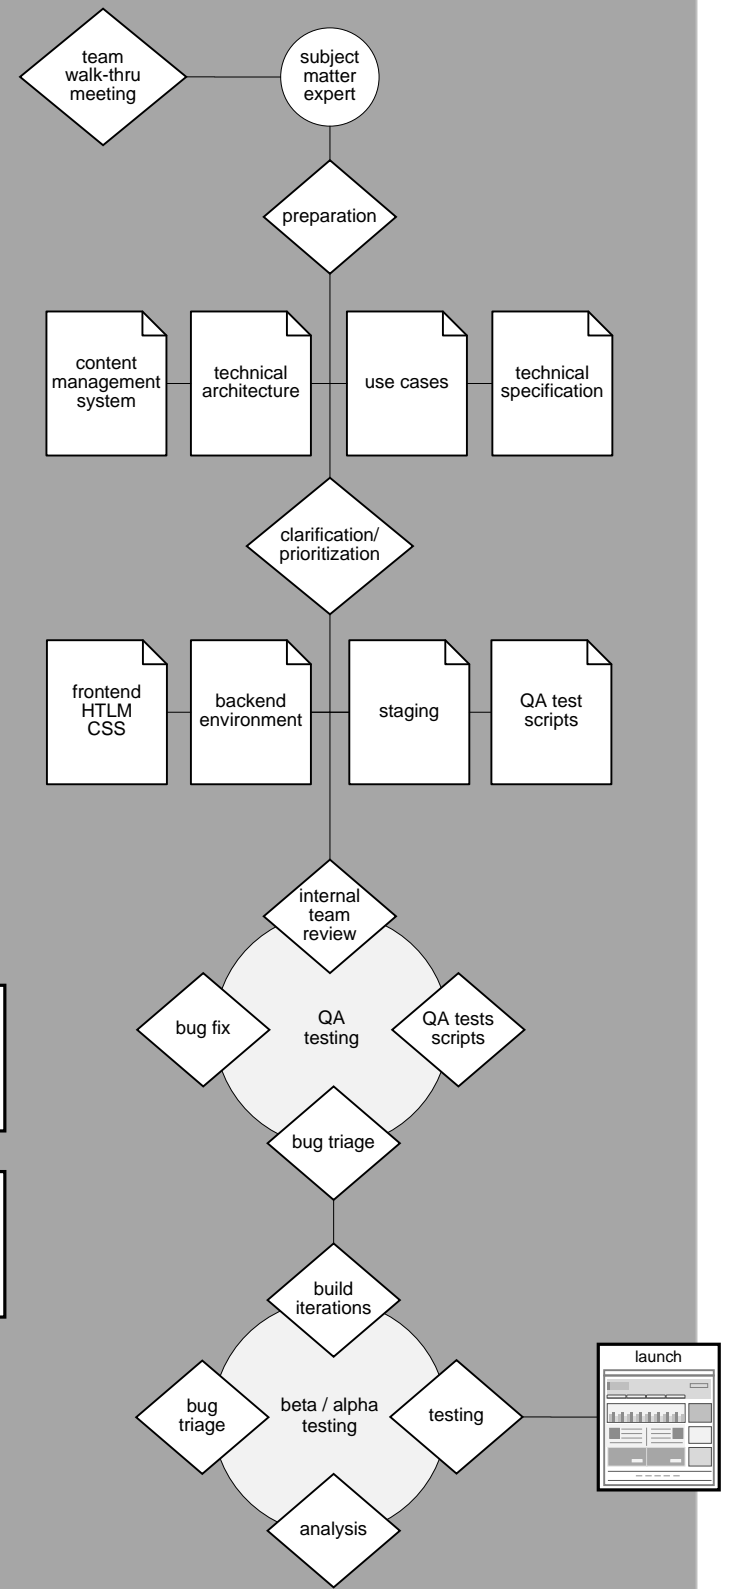 team
walk-thru
meeting
subject
matter
expert
preparation
content
management
system
technical
architecture
use cases
technical
specification
clarification/
prioritization
frontend
HTLM
CSS
backend
environment
staging
QA test
scripts
internal
team
review
bug fix
QA
testing
QA tests
scripts
bug triage
build
iterations
bug
triage
beta / alpha
testing
testing
launch
analysis